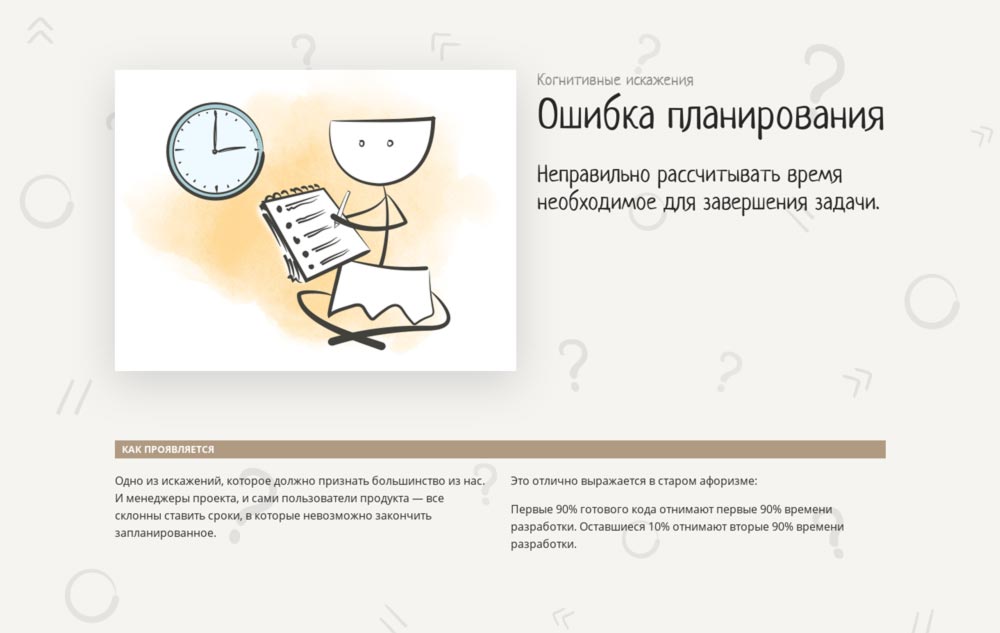 Когнитивные искажения
Ошибка планирования
Неправильно рассчитывать время
необходимое для завершения задачи.
КАК ПРОЯВЛЯЕТСЯ
Одно из искажений, которое должно признать большинство из нас.
И менеджеры проекта, и сами пользователи продукта — все
склонны ставить сроки, в которые невозможно закончить
запланированное.
Это отлично выражается в старом афоризме:
Первые 90% готового кода отнимают первые 90% времени
разработки. Оставшиеся 10% отнимают вторые 90% времени
разработки.